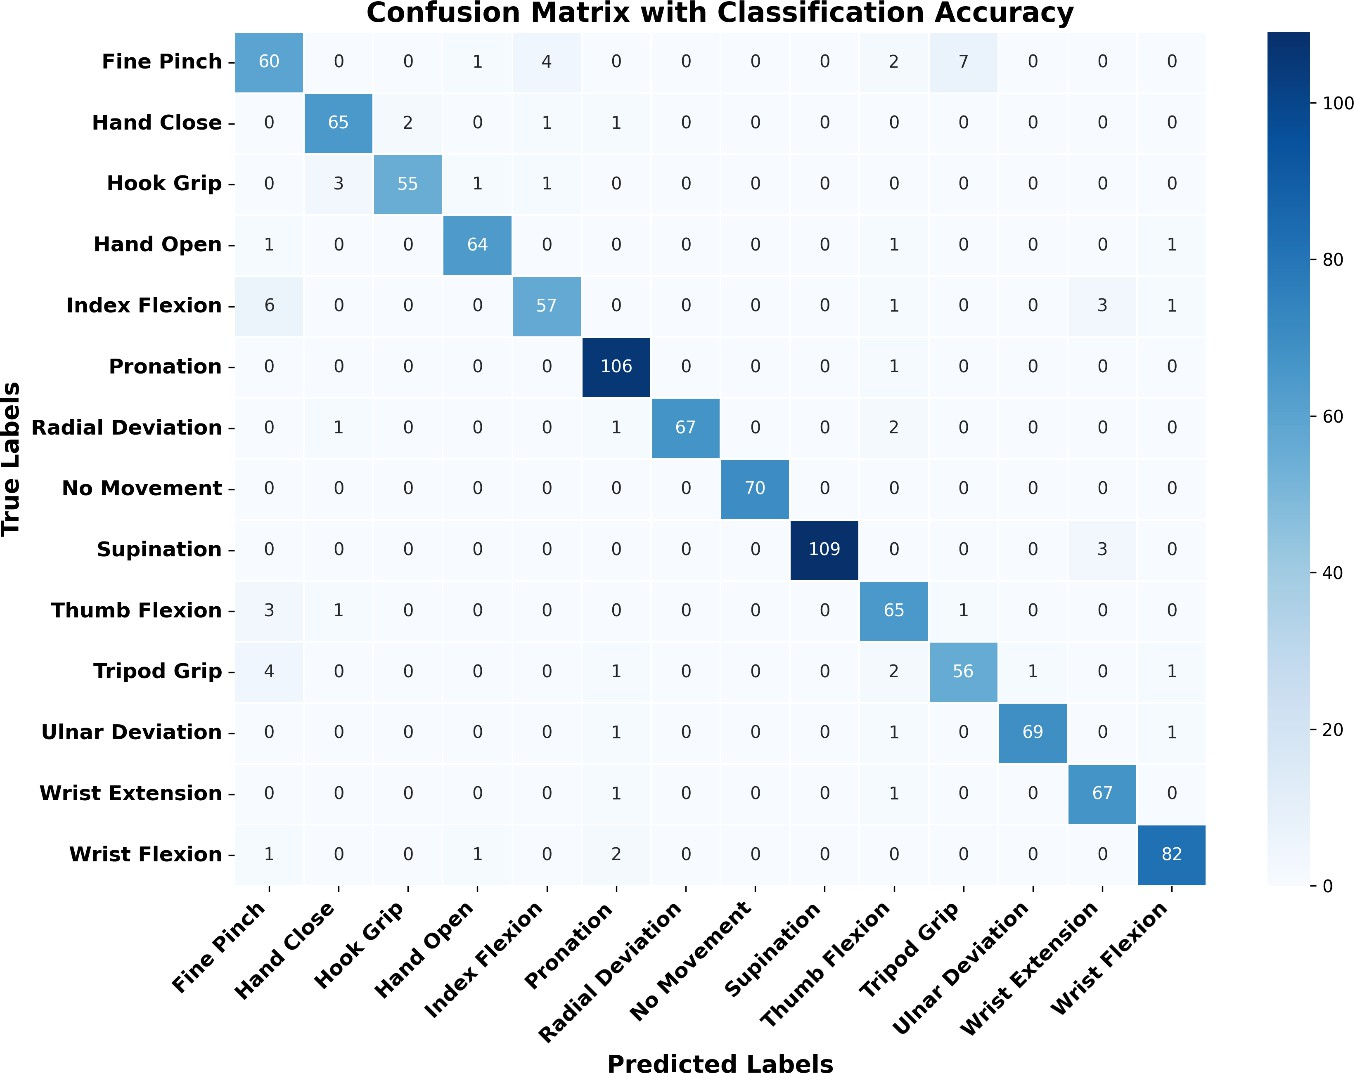 Confusion Matrix with Classification Accuracy
Fine Pinch 60 0 0 1 4 0 0 0 0 2 7 0 0 0
Hand Close 0 65 2 0 1 1 0 0 0 0 0 0 0 0
Hook Grip 0 3 55 1 1 0 0 0 0 0 0 0 0 0
Hand Open 1 0 0 64 0 0 0 0 0 1 0 0 0 1
Index Flexion 6 0 0 0 57 0 0 0 0 1 0 0 3 1
Pronation 0 0 0 0 0 106 0 0 0 1 0 0 0 0
Radial Deviation 0 1 0 0 0 1 67 0 0 2 0 0 0 0
No Movement 0 0 0 0 0 0 0 70 0 0 0 0 0 0
Supination 0 0 0 0 0 0 0 0 109 0 0 0 3 0
Thumb Flexion 3 1 0 0 0 0 0 0 0 65 1 0 0 0
Tripod Grip 4 0 0 0 0 1 0 0 0 2 56 1 0 1
Ulnar Deviation 0 0 0 0 0 1 0 0 0 1 0 69 0 1
Wrist Extension 0 0 0 0 0 1 0 0 0 1 0 0 67 0
Wrist Flexion 1 0 0 1 0 2 0 0 0 0 0 0 0 82
True Labels
Fine Pinch
Hand Close
Hook Grip
Hand Open
Index Flexion
Pronation
Radial Deviation
No Movement
Supination
Thumb Flexion
Tripod Grip
Ulnar Deviation
Wrist Extension
Wrist Flexion
Predicted Labels
100
80
60
40
20
0